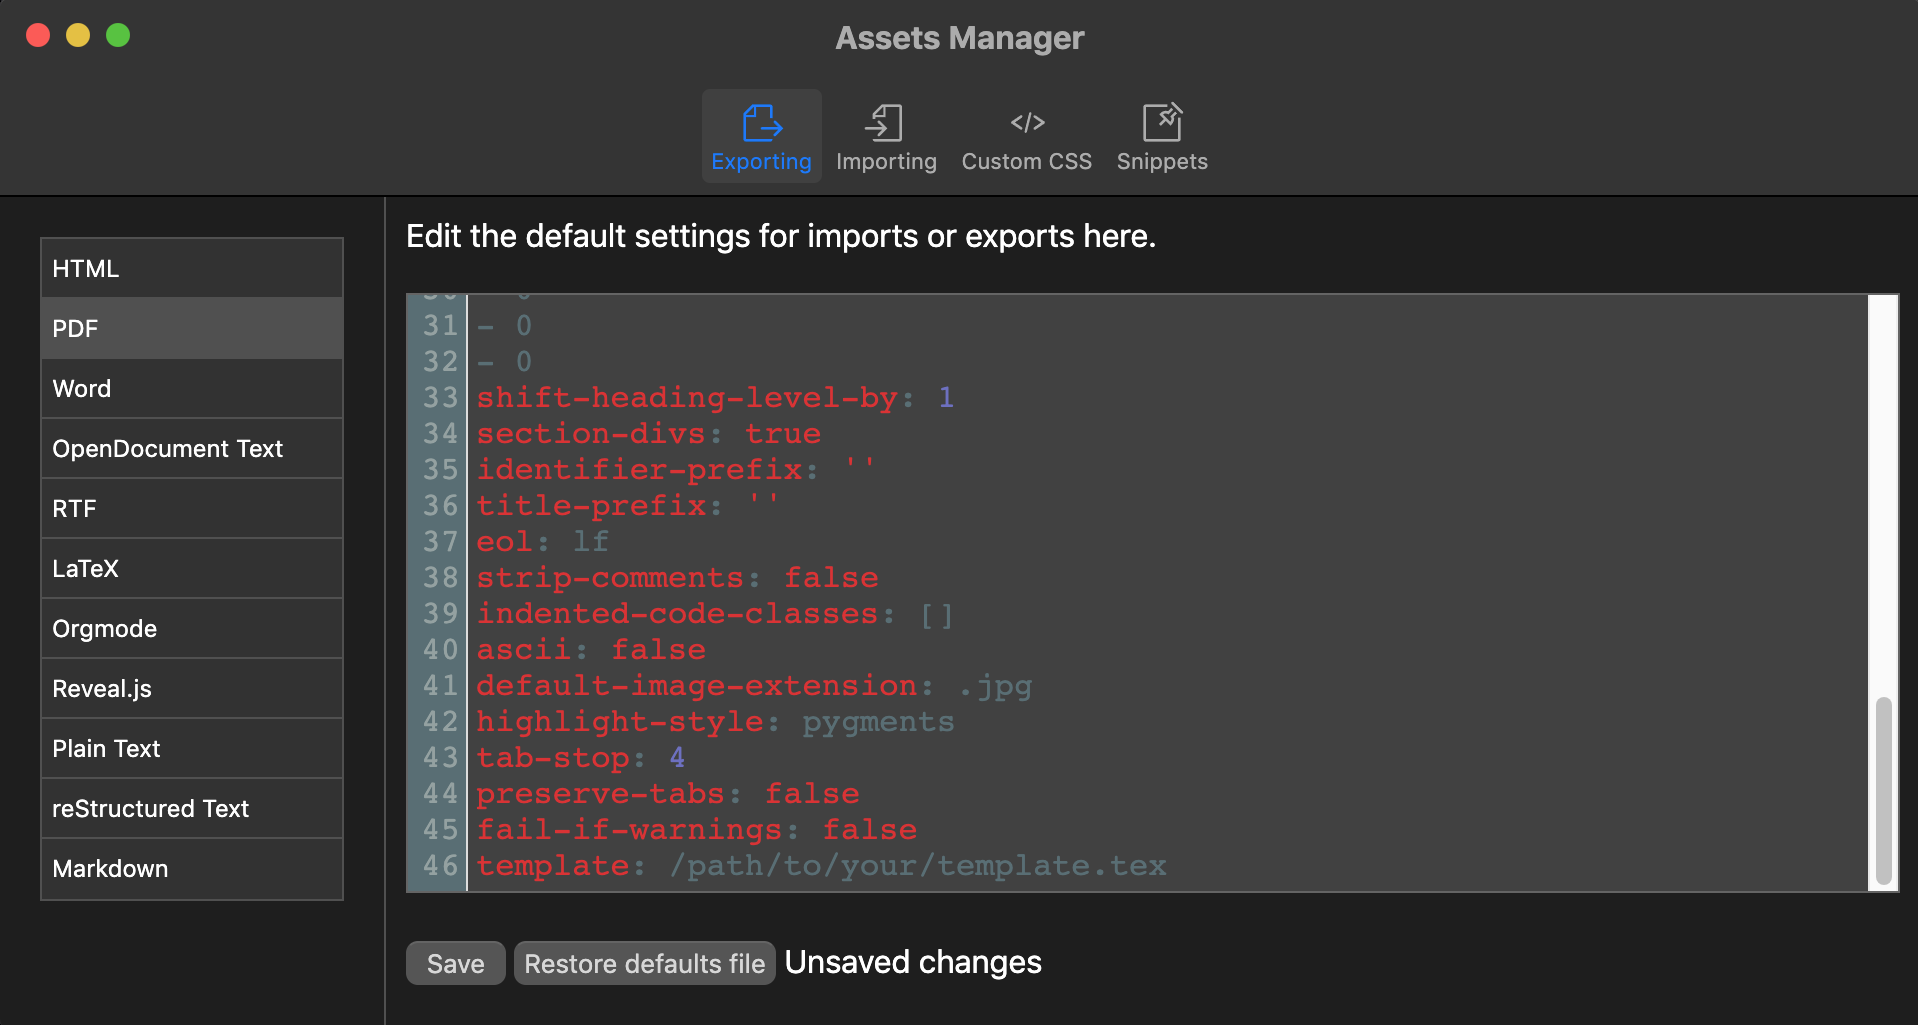 Assets Manager
Exporting Importing Custom CSS Snippets
HTML
PDF
Word
OpenDocument Text
RTF
LaTeX
Orgmode
Reveal.js
Plain Text
reStructured Text
Markdown
Edit the default settings for imports or exports here.
31 - 0
32 - 0
33 shift-heading-level-by: 1
34 section-divs: true
35 identifier-prefix: ''
36 title-prefix: ''
37 eol: lf
38 strip-comments: false
39 indented-code-classes: []
40 ascii: false
41 default-image-extension: .jpg
42 highlight-style: pygments
43 tab-stop: 4
44 preserve-tabs: false
45 fail-if-warnings: false
46 template: /path/to/your/template.tex
Save Restore defaults file Unsaved changes